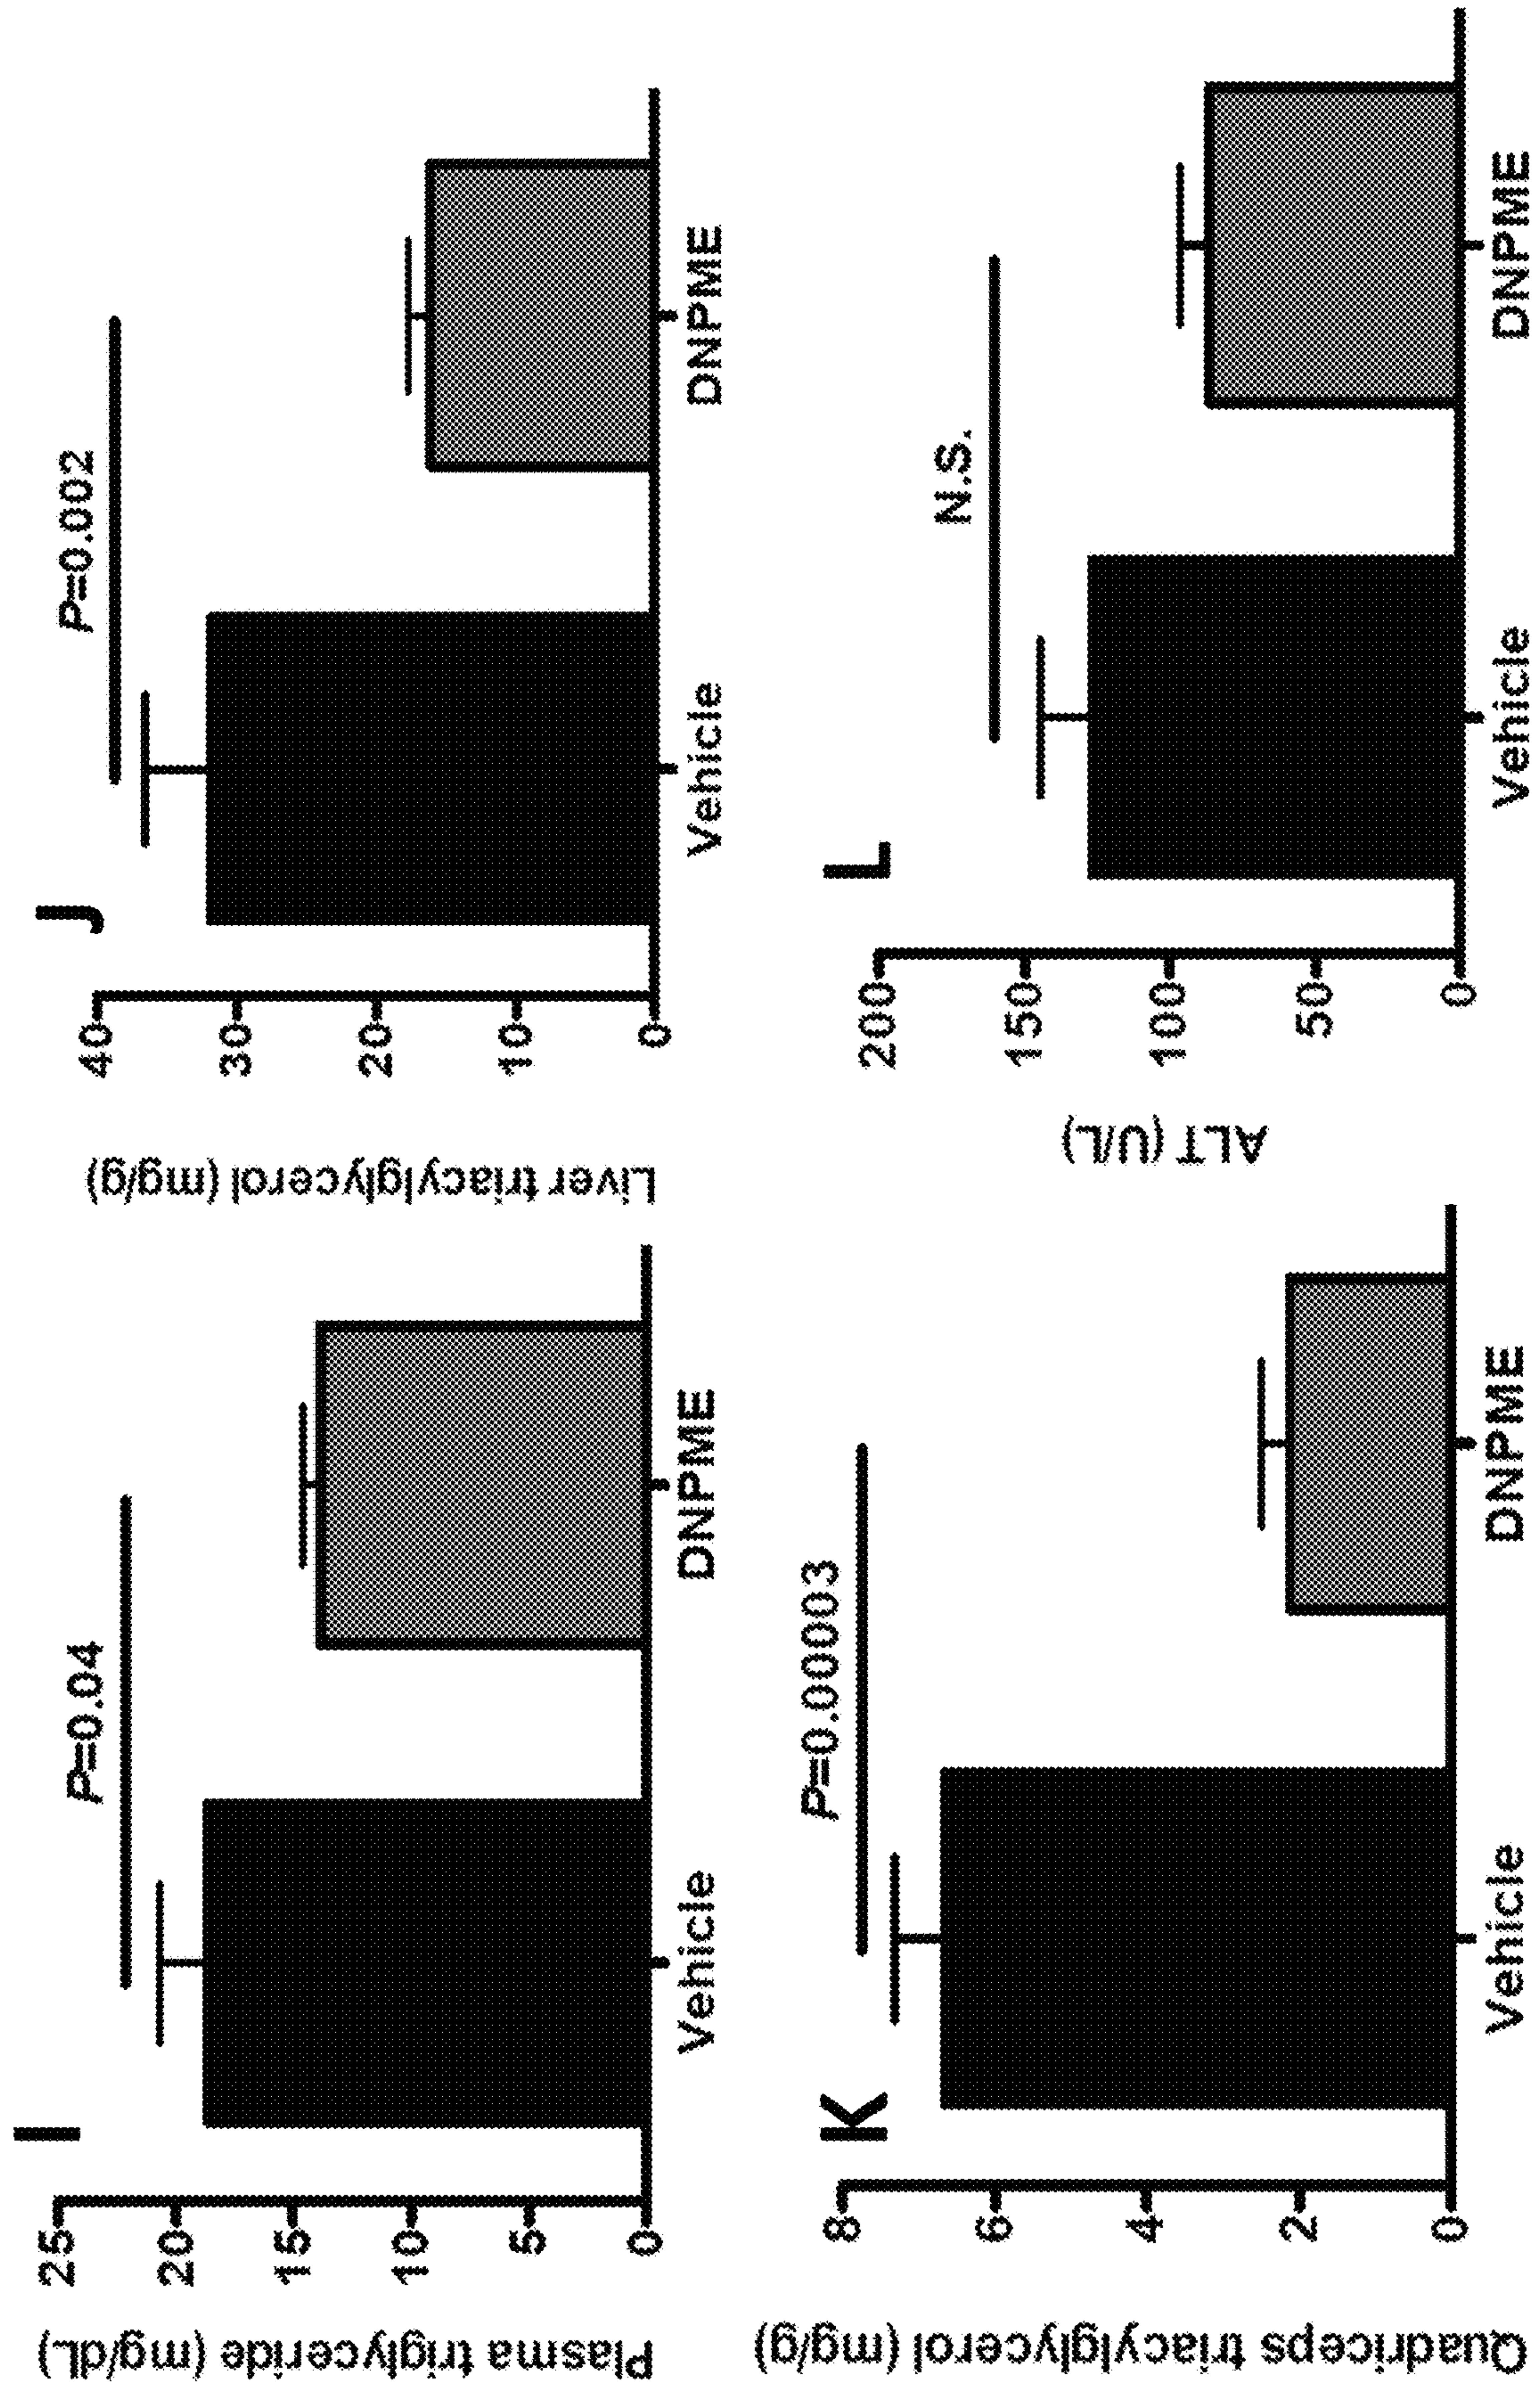 I
Plasma triglyceride (mg/dL)
25
20
15
10
5
0
P=0.04
Vehicle
DNPME
J
Liver triacylglycerol (mg/g)
40
30
20
10
0
P=0.002
Vehicle
DNPME
K
Quadriceps triacylglycerol (mg/g)
8
6
4
2
0
P=0.00003
Vehicle
DNPME
L
ALT (U/L)
200
150
100
50
0
N.S.
Vehicle
DNPME